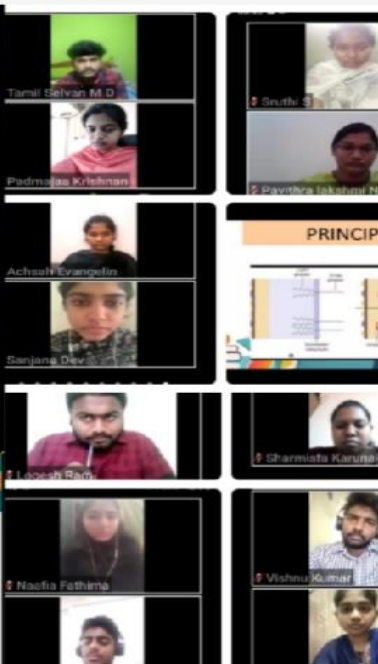 Tamil Selvan M D
Sruthi S
Padmajaa Krishnan
Pavithra lakshmi N
Achsah Evangelin
PRINCIP
Sanjana Dev
Logesh Ram
Sharmista Karuna
Naefia Fathima
Vishnu Kumar